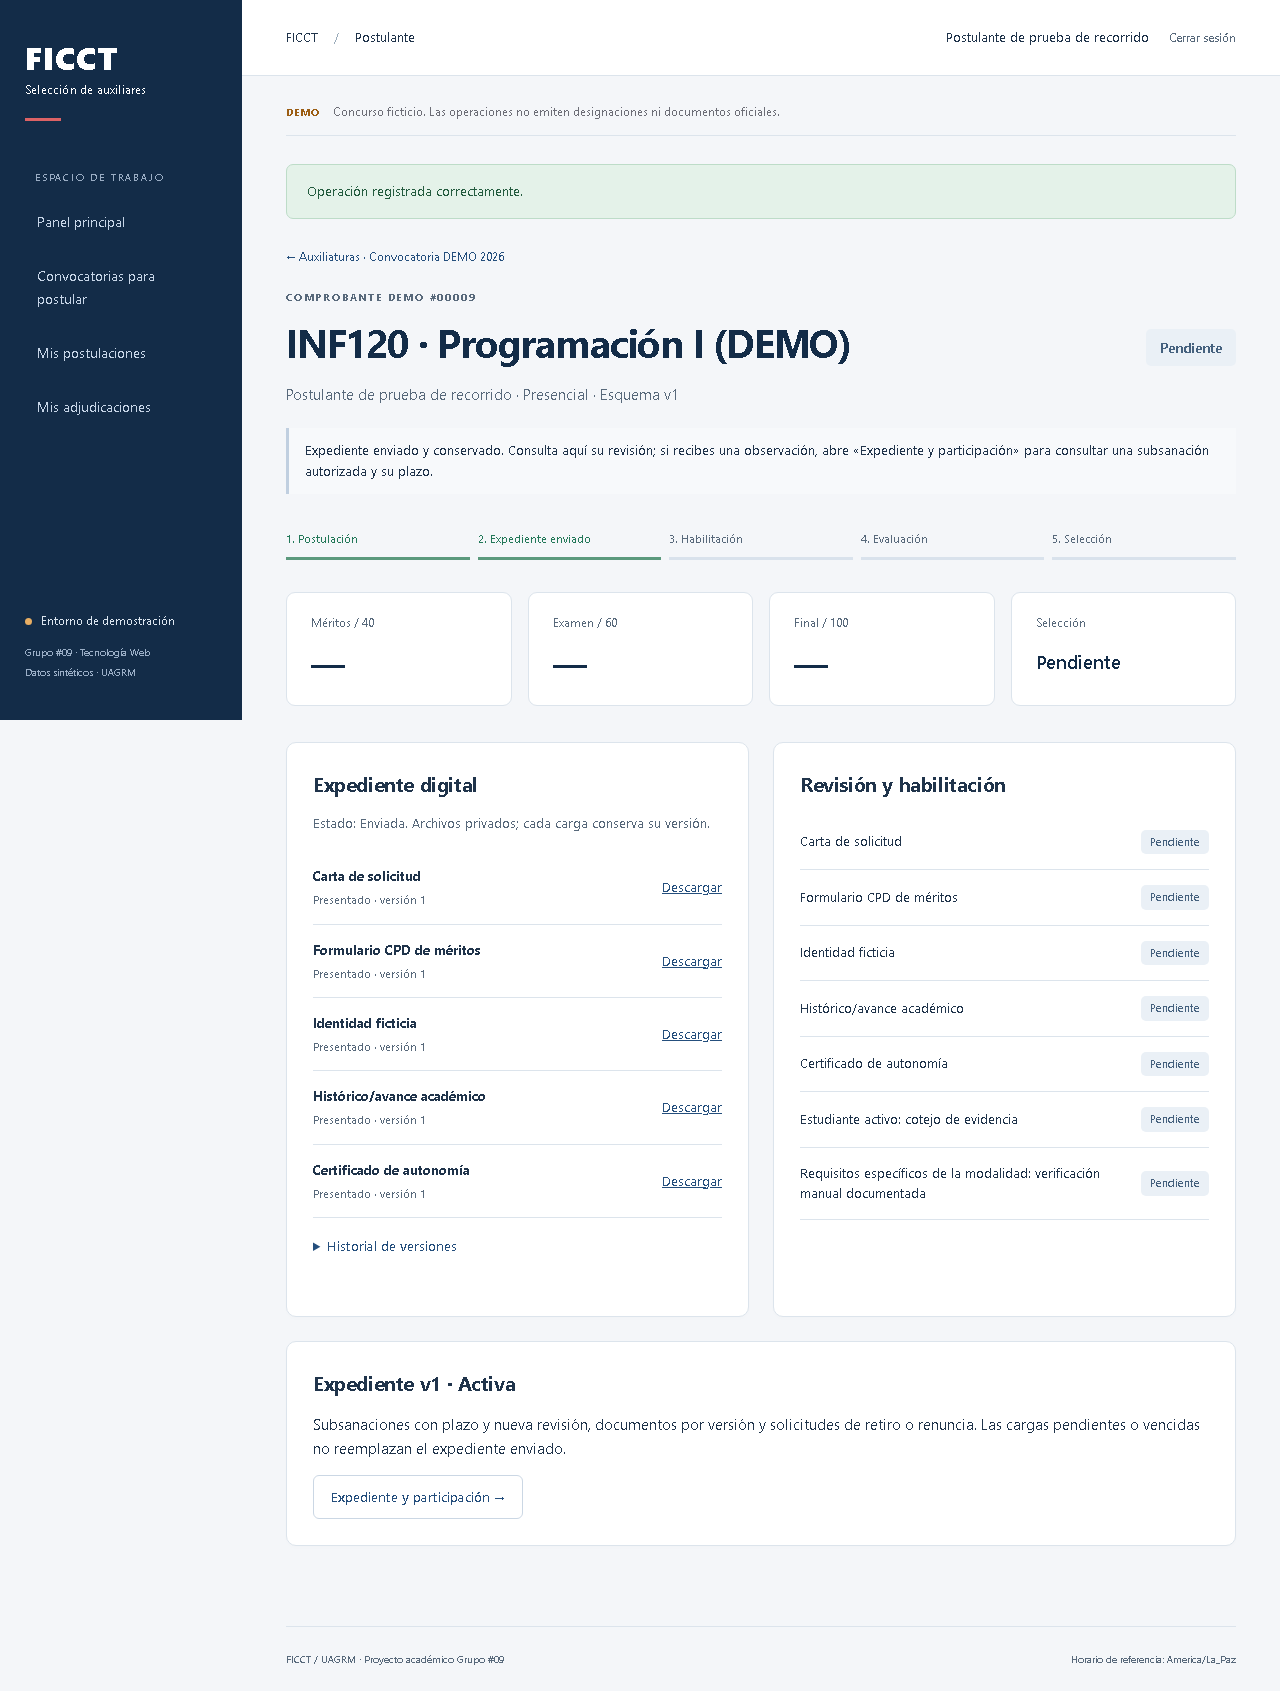 FICCT
Selección de auxiliares
ESPACIO DE TRABAJO
Panel principal
Convocatorias para
postular
Mis postulaciones
Mis adjudicaciones
Entorno de demostración
Grupo #09 · Tecnología Web
Datos sintéticos · UAGRM
FICCT / Postulante
Postulante de prueba de recorrido Cerrar sesión
DEMO Concurso ficticio. Las operaciones no emiten designaciones ni documentos oficiales.
Operación registrada correctamente.
← Auxiliaturas · Convocatoria DEMO 2026
COMPROBANTE DEMO #00009
INF120 · Programación I (DEMO)
Pendiente
Postulante de prueba de recorrido · Presencial · Esquema v1
Expediente enviado y conservado. Consulta aquí su revisión; si recibes una observación, abre «Expediente y participación» para consultar una subsanación
autorizada y su plazo.
1. Postulación
2. Expediente enviado
3. Habilitación
4. Evaluación
5. Selección
Méritos / 40
—
Examen / 60
—
Final / 100
—
Selección
Pendiente
Expediente digital
Estado: Enviada. Archivos privados; cada carga conserva su versión.
Carta de solicitud
Presentado · versión 1
Descargar
Formulario CPD de méritos
Presentado · versión 1
Descargar
Identidad ficticia
Presentado · versión 1
Descargar
Histórico/avance académico
Presentado · versión 1
Descargar
Certificado de autonomía
Presentado · versión 1
Descargar
▶ Historial de versiones
Revisión y habilitación
Carta de solicitud Pendiente
Formulario CPD de méritos Pendiente
Identidad ficticia Pendiente
Histórico/avance académico Pendiente
Certificado de autonomía Pendiente
Estudiante activo: cotejo de evidencia Pendiente
Requisitos específicos de la modalidad: verificación
manual documentada
Pendiente
Expediente v1 · Activa
Subsanaciones con plazo y nueva revisión, documentos por versión y solicitudes de retiro o renuncia. Las cargas pendientes o vencidas
no reemplazan el expediente enviado.
Expediente y participación →
FICCT / UAGRM · Proyecto académico Grupo #09
Horario de referencia: America/La_Paz